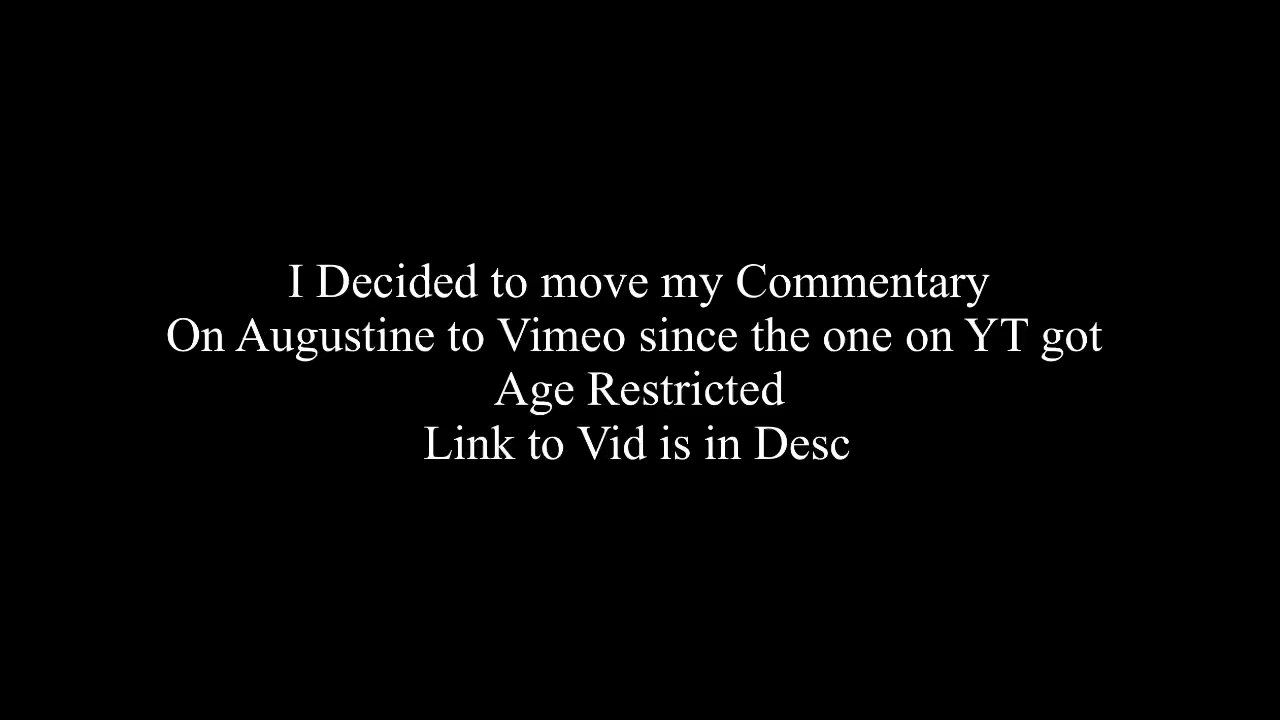 I Decided to move my Commentary
On Augustine to Vimeo since the one on YT got
Age Restricted
Link to Vid is in Desc